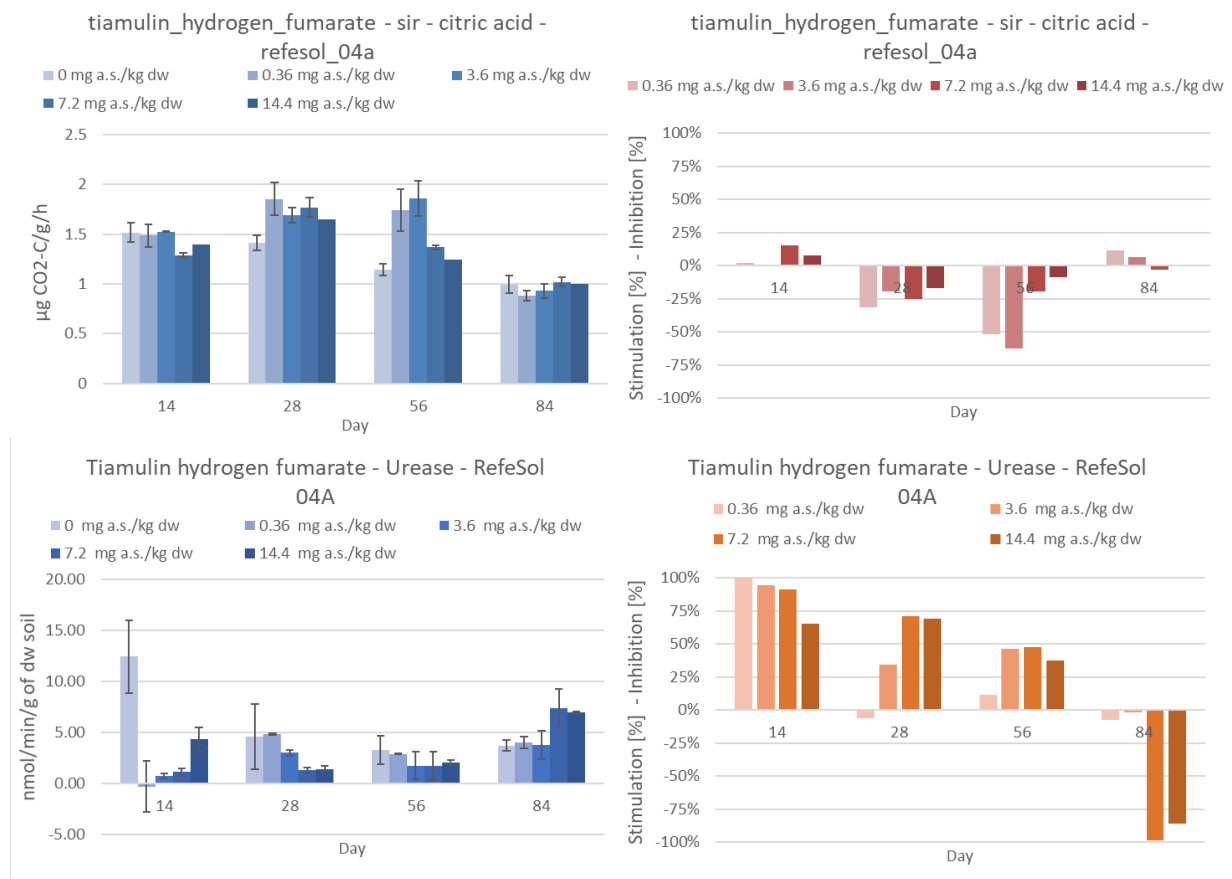 tiamulin_hydrogen_fumarate - sir - citric acid -
refesol_04a
0 mg a.s./kg dw 0.36 mg a.s./kg dw 3.6 mg a.s./kg dw
7.2 mg a.s./kg dw 14.4 mg a.s./kg dw
2.5
2
1.5
1
0.5
0
µg CO2-C/g/h
14 28 56 84
Day
tiamulin_hydrogen_fumarate - sir - citric acid -
refesol_04a
0.36 mg a.s./kg dw 3.6 mg a.s./kg dw 7.2 mg a.s./kg dw 14.4 mg a.s./kg dw
100%
75%
50%
25%
0%
-25%
-50%
-75%
-100%
Stimulation [%] - Inhibition [%]
14 28 56 84
Day
Tiamulin hydrogen fumarate - Urease - RefeSol
04A
0 mg a.s./kg dw 0.36 mg a.s./kg dw 3.6 mg a.s./kg dw
7.2 mg a.s./kg dw 14.4 mg a.s./kg dw
20.00
15.00
10.00
5.00
0.00
-5.00
nmol/min/g of dw soil
14 28 56 84
Day
Tiamulin hydrogen fumarate - Urease - RefeSol
04A
0.36 mg a.s./kg dw 3.6 mg a.s./kg dw
7.2 mg a.s./kg dw 14.4 mg a.s./kg dw
100%
75%
50%
25%
0%
-25%
-50%
-75%
-100%
Stimulation [%] - Inhibition [%]
14 28 56 84
Day